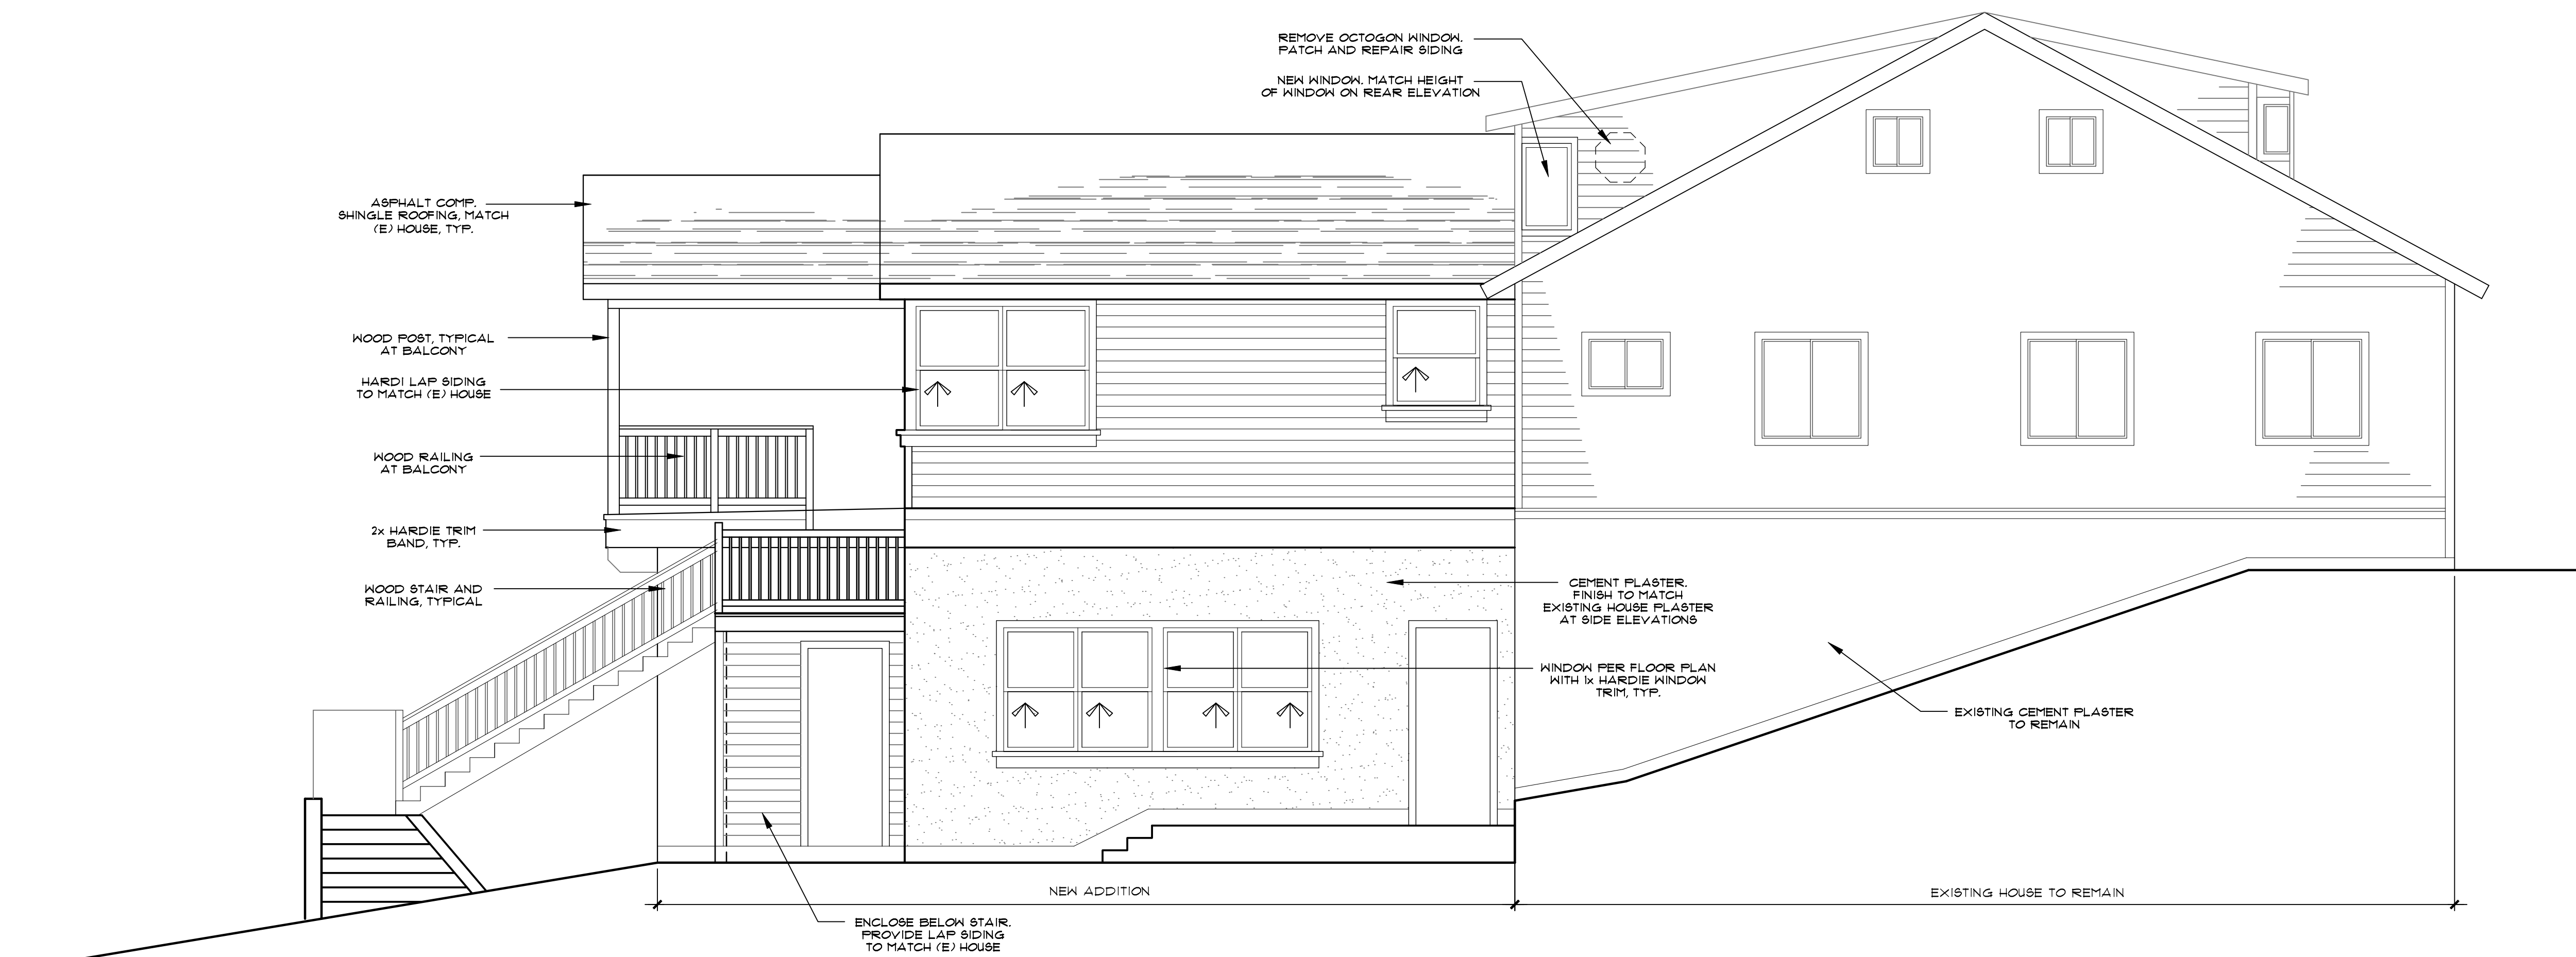 REMOVE OCTOGON WINDOW.
PATCH AND REPAIR SIDING
NEW WINDOW. MATCH HEIGHT
OF WINDOW ON REAR ELEVATION
ASPHALT COMP.
SHINGLE ROOFING, MATCH
(E) HOUSE, TYP.
WOOD POST, TYPICAL
AT BALCONY
HARDI LAP SIDING
TO MATCH (E) HOUSE
WOOD RAILING
AT BALCONY
2x HARDIE TRIM
BAND, TYP.
WOOD STAIR AND
RAILING, TYPICAL
CEMENT PLASTER.
FINISH TO MATCH
EXISTING HOUSE PLASTER
AT SIDE ELEVATIONS
WINDOW PER FLOOR PLAN
WITH 1x HARDIE WINDOW
TRIM, TYP.
EXISTING CEMENT PLASTER
TO REMAIN
NEW ADDITION
EXISTING HOUSE TO REMAIN
ENCLOSE BELOW STAIR.
PROVIDE LAP SIDING
TO MATCH (E) HOUSE